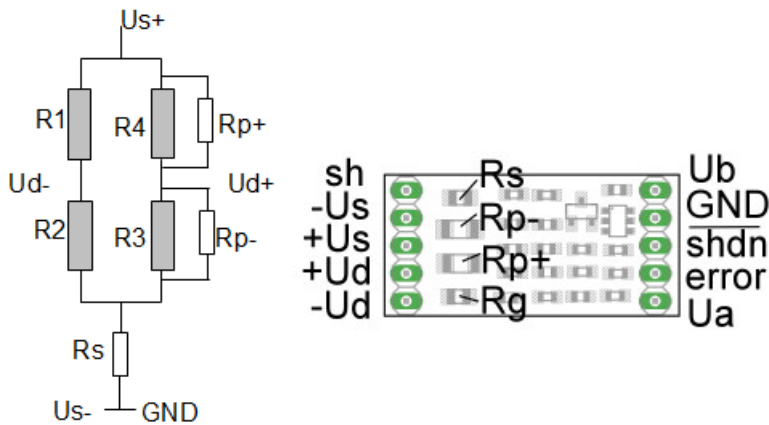 Us+
R1
R4
Rp+
Ud-
Ud+
R2
R3
Rp-
Rs
Us- GND
sh
-Us
+Us
+Ud
-Ud
Rs
Rp-
Rp+
Rg
Ub
GND
shdn
error
Ua